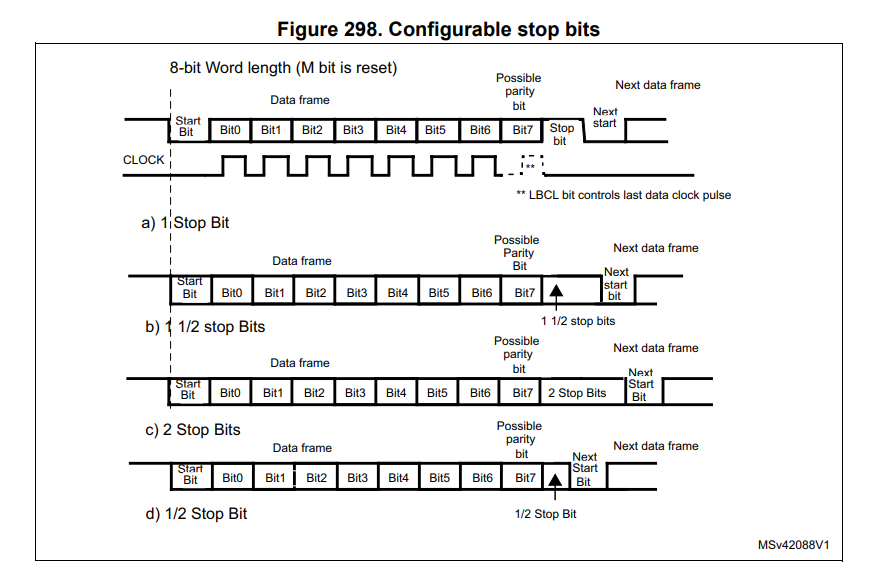 Figure 298. Configurable stop bits
8-bit Word length (M bit is reset)
Data frame
Possible
parity
bit
Next data frame
Start
Bit
Bit0
Bit1
Bit2
Bit3
Bit4
Bit5
Bit6
Bit7
Stop
bit
Next
start
CLOCK
**
** LBCL bit controls last data clock pulse
a) 1 Stop Bit
Data frame
Possible
Parity
Bit
Next data frame
Start
Bit
Bit0
Bit1
Bit2
Bit3
Bit4
Bit5
Bit6
Bit7
Next
start
bit
1 1/2 stop bits
b) 1 1/2 stop Bits
Data frame
Possible
parity
bit
Next data frame
Start
Bit
Bit0
Bit1
Bit2
Bit3
Bit4
Bit5
Bit6
Bit7
2 Stop Bits
Next
Start
Bit
c) 2 Stop Bits
Data frame
Possible
parity
bit
Next data frame
Start
Bit
Bit0
Bit1
Bit2
Bit3
Bit4
Bit5
Bit6
Bit7
Next
Start
Bit
1/2 Stop Bit
d) 1/2 Stop Bit
MSv42088V1